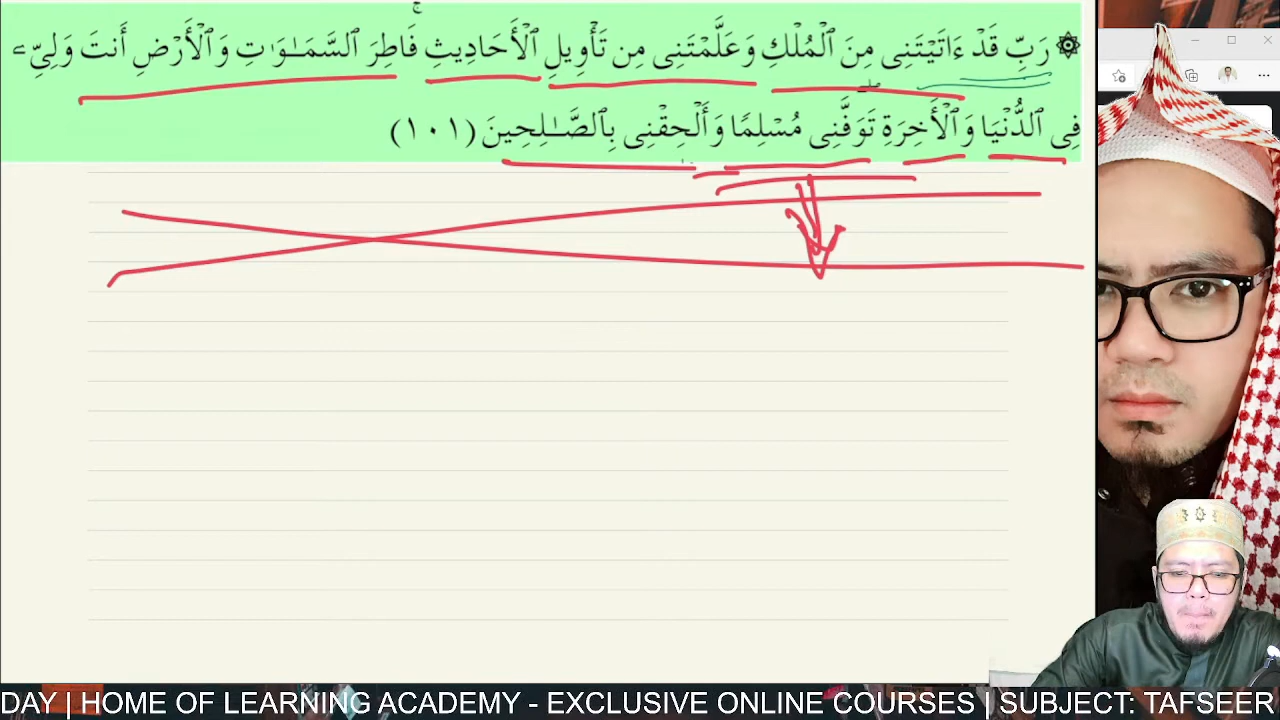 ۞ رَبِّ قَدْ ءَاتَيْتَنِى مِنَ ٱلْمُلْكِ وَعَلَّمْتَنِى مِن تَأْوِيلِ ٱلْأَحَادِيثِ ۚ فَاطِرَ ٱلسَّمَـٰوَٰتِ وَٱلْأَرْضِ أَنتَ وَلِىِّۦ
فِى ٱلدُّنْيَا وَٱلْـَٔاخِرَةِ ۖ تَوَفَّنِى مُسْلِمًا وَأَلْحِقْنِى بِٱلصَّـٰلِحِينَ (١٠١)
DAY | HOME OF LEARNING ACADEMY - EXCLUSIVE ONLINE COURSES | SUBJECT: TAFSEER